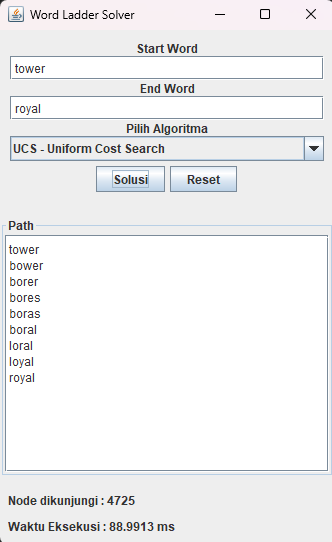 Word Ladder Solver
Start Word
tower
End Word
royal
Pilih Algoritma
UCS - Uniform Cost Search
Solusi Reset
Path
tower
bower
borer
bores
boras
boral
loral
loyal
royal
Node dikunjungi : 4725
Waktu Eksekusi : 88.9913 ms